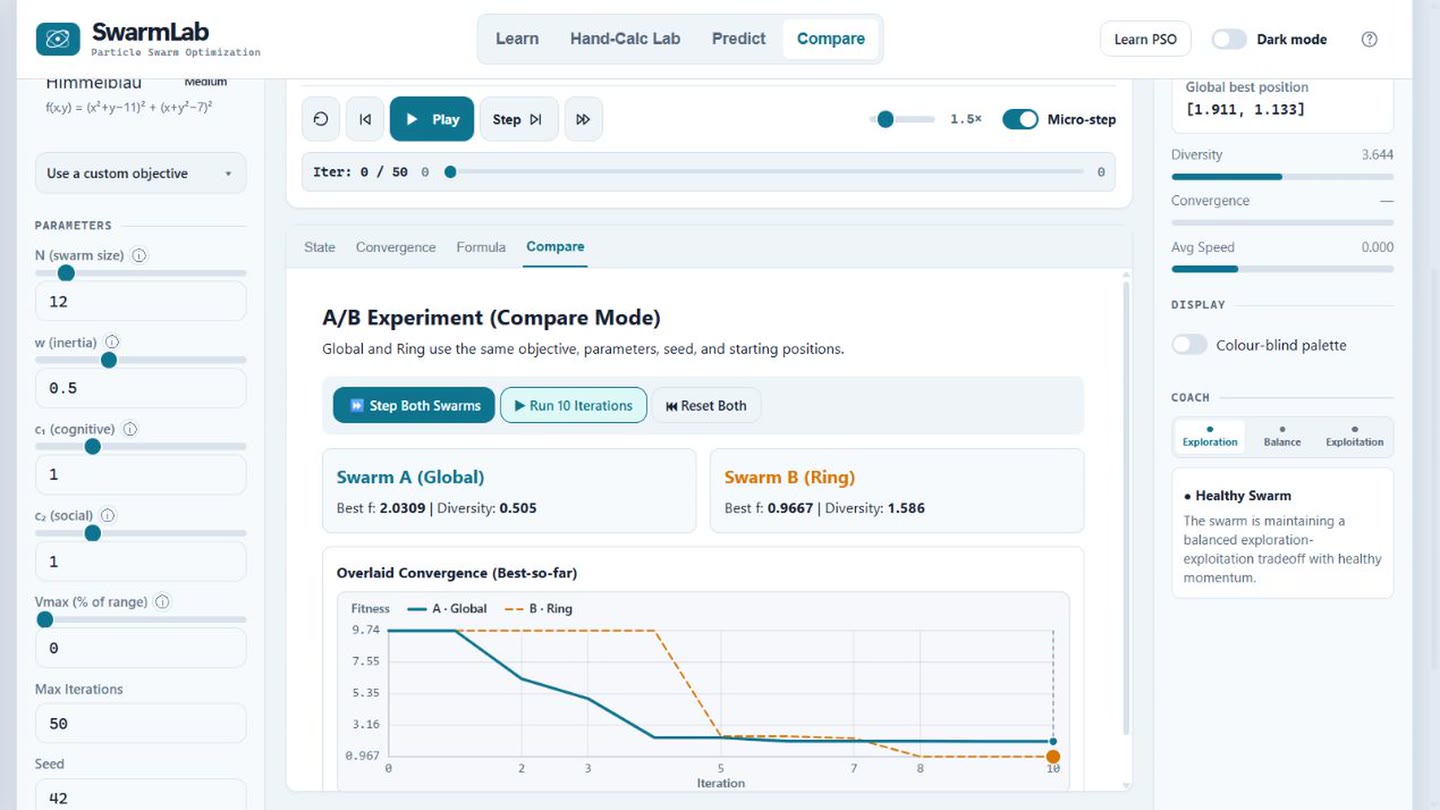 SwarmLab
Particle Swarm Optimization
Learn
Hand-Calc Lab
Predict
Compare
Learn PSO
Dark mode
Himmelblau
Medium
f(x,y) = (x²+y−11)² + (x+y²−7)²
Use a custom objective
PARAMETERS
N (swarm size)
12
w (inertia)
0.5
c₁ (cognitive)
1
c₂ (social)
1
Vmax (% of range)
0
Max Iterations
50
Seed
42
Play
Step
1.5×
Micro-step
Iter: 0 / 50 0
0
State
Convergence
Formula
Compare
A/B Experiment (Compare Mode)
Global and Ring use the same objective, parameters, seed, and starting positions.
Step Both Swarms
Run 10 Iterations
Reset Both
Swarm A (Global)
Best f: 2.0309 | Diversity: 0.505
Swarm B (Ring)
Best f: 0.9667 | Diversity: 1.586
Overlaid Convergence (Best-so-far)
Fitness
A · Global
B · Ring
9.74
7.55
5.35
3.16
0.967
0 2 3 5 7 8 10
Iteration
Global best position
[1.911, 1.133]
Diversity 3.644
Convergence —
Avg Speed 0.000
DISPLAY
Colour-blind palette
COACH
Exploration
Balance
Exploitation
● Healthy Swarm
The swarm is maintaining a
balanced exploration-
exploitation tradeoff with healthy
momentum.